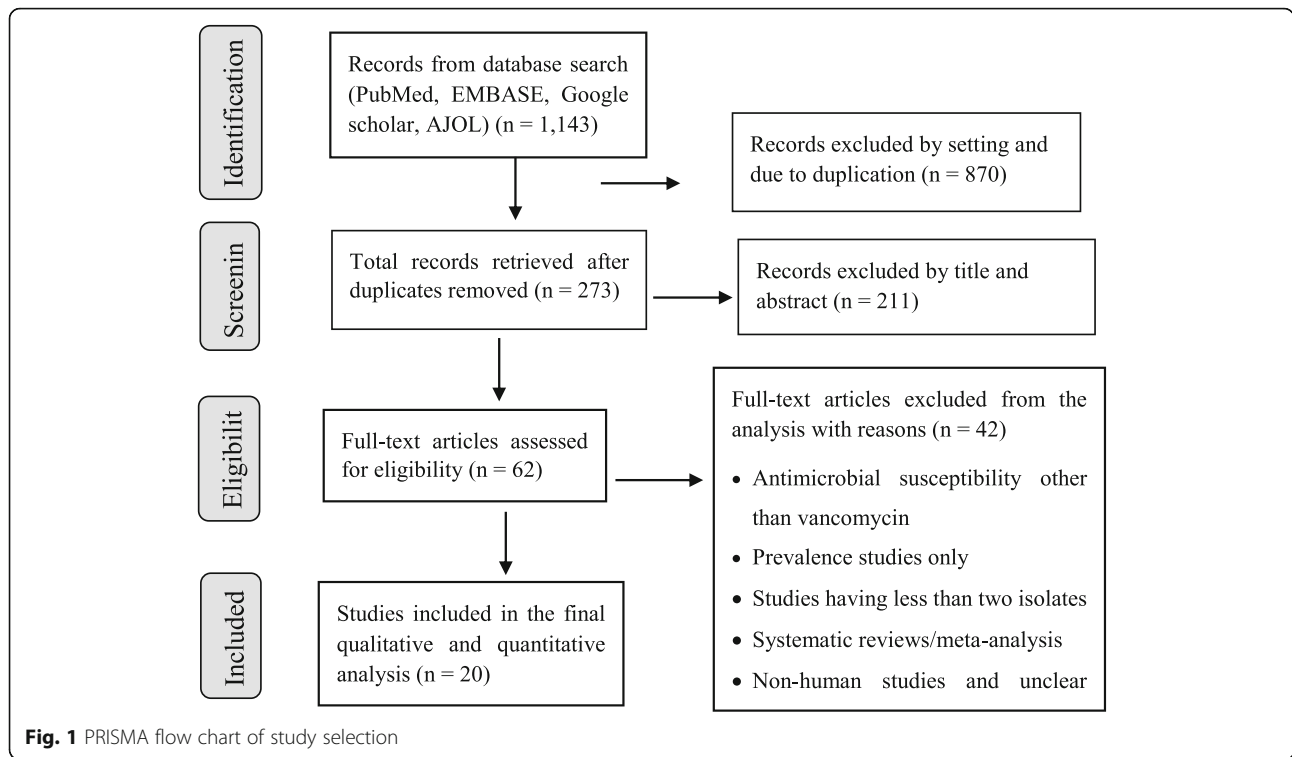 Identification
Records from database search
(PubMed, EMBASE, Google
scholar, AJOL) (n = 1,143)
Records excluded by setting and
due to duplication (n = 870)
Screenin
Total records retrieved after
duplicates removed (n = 273)
Records excluded by title and
abstract (n = 211)
Eligibilit
Full-text articles assessed
for eligibility (n = 62)
Full-text articles excluded from the
analysis with reasons (n = 42)
• Antimicrobial susceptibility other
than vancomycin
• Prevalence studies only
• Studies having less than two isolates
• Systematic reviews/meta-analysis
• Non-human studies and unclear
Included
Studies included in the final
qualitative and quantitative
analysis (n = 20)
Fig. 1 PRISMA flow chart of study selection